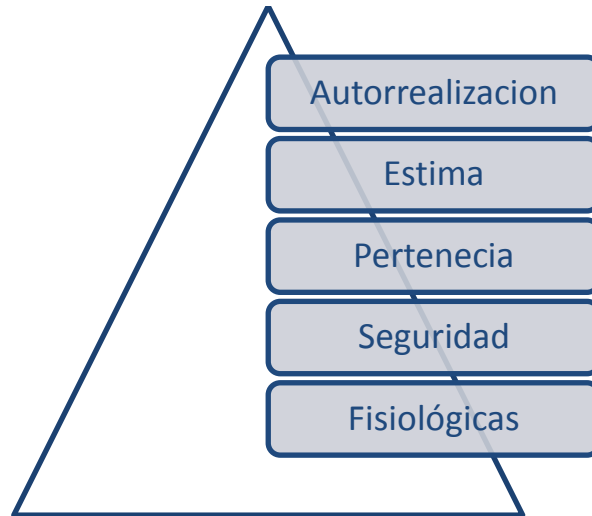 Autorrealizacion
Estima
Pertenecia
Seguridad
Fisiológicas